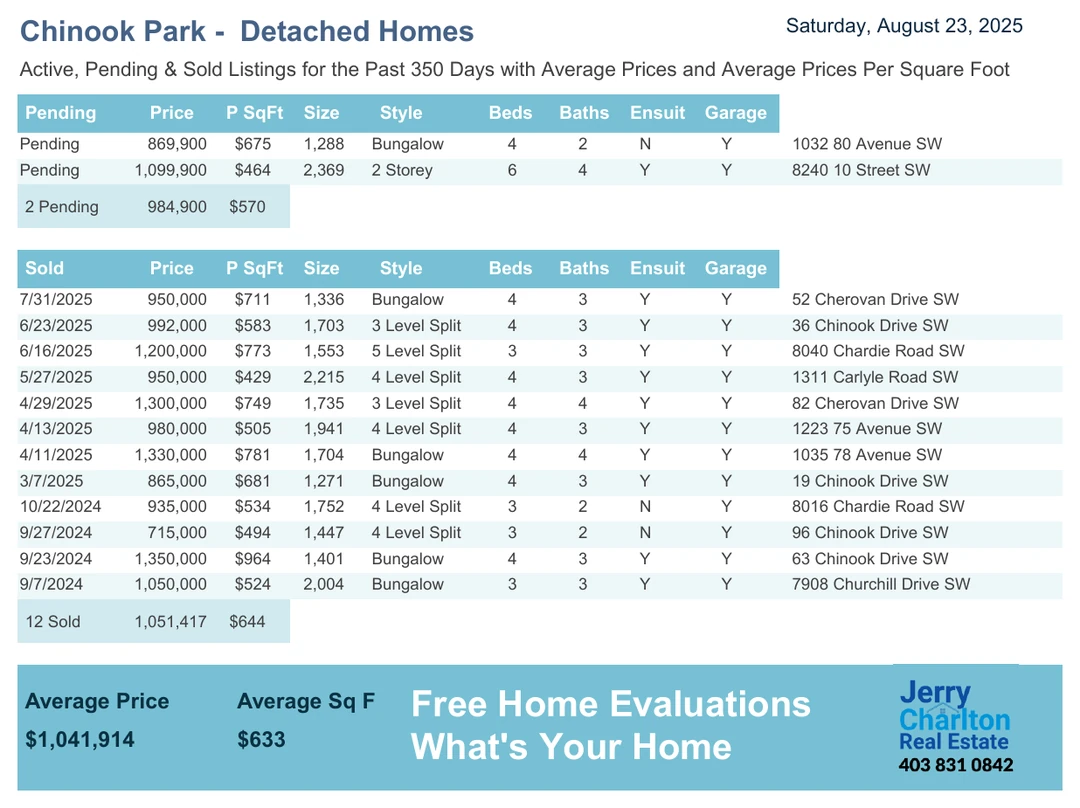 Chinook Park - Detached Homes
Saturday, August 23, 2025
Active, Pending & Sold Listings for the Past 350 Days with Average Prices and Average Prices Per Square Foot
Pending Price P SqFt Size Style Beds Baths Ensuit Garage
Pending 869,900 $675 1,288 Bungalow 4 2 N Y 1032 80 Avenue SW
Pending 1,099,900 $464 2,369 2 Storey 6 4 Y Y 8240 10 Street SW
2 Pending 984,900 $570
Sold Price P SqFt Size Style Beds Baths Ensuit Garage
7/31/2025 950,000 $711 1,336 Bungalow 4 3 Y Y 52 Cherovan Drive SW
6/23/2025 992,000 $583 1,703 3 Level Split 4 3 Y Y 36 Chinook Drive SW
6/16/2025 1,200,000 $773 1,553 5 Level Split 3 3 Y Y 8040 Chardie Road SW
5/27/2025 950,000 $429 2,215 4 Level Split 4 3 Y Y 1311 Carlyle Road SW
4/29/2025 1,300,000 $749 1,735 3 Level Split 4 4 Y Y 82 Cherovan Drive SW
4/13/2025 980,000 $505 1,941 4 Level Split 4 3 Y Y 1223 75 Avenue SW
4/11/2025 1,330,000 $781 1,704 Bungalow 4 4 Y Y 1035 78 Avenue SW
3/7/2025 865,000 $681 1,271 Bungalow 4 3 Y Y 19 Chinook Drive SW
10/22/2024 935,000 $534 1,752 4 Level Split 3 2 N Y 8016 Chardie Road SW
9/27/2024 715,000 $494 1,447 4 Level Split 3 2 N Y 96 Chinook Drive SW
9/23/2024 1,350,000 $964 1,401 Bungalow 4 3 Y Y 63 Chinook Drive SW
9/7/2024 1,050,000 $524 2,004 Bungalow 3 3 Y Y 7908 Churchill Drive SW
12 Sold 1,051,417 $644
Average Price Average Sq F
$1,041,914 $633
Free Home Evaluations
What's Your Home
Jerry
Charlton
Real Estate
403 831 0842